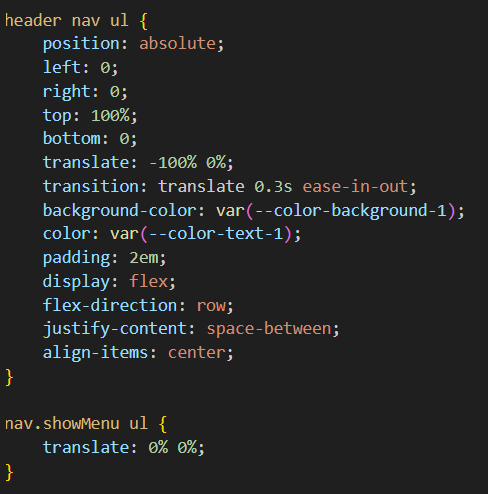 header nav ul {
    position: absolute;
    left: 0;
    right: 0;
    top: 100%;
    bottom: 0;
    translate: -100% 0%;
    transition: translate 0.3s ease-in-out;
    background-color: var(--color-background-1);
    color: var(--color-text-1);
    padding: 2em;
    display: flex;
    flex-direction: row;
    justify-content: space-between;
    align-items: center;
}
nav.showMenu ul {
    translate: 0% 0%;
}